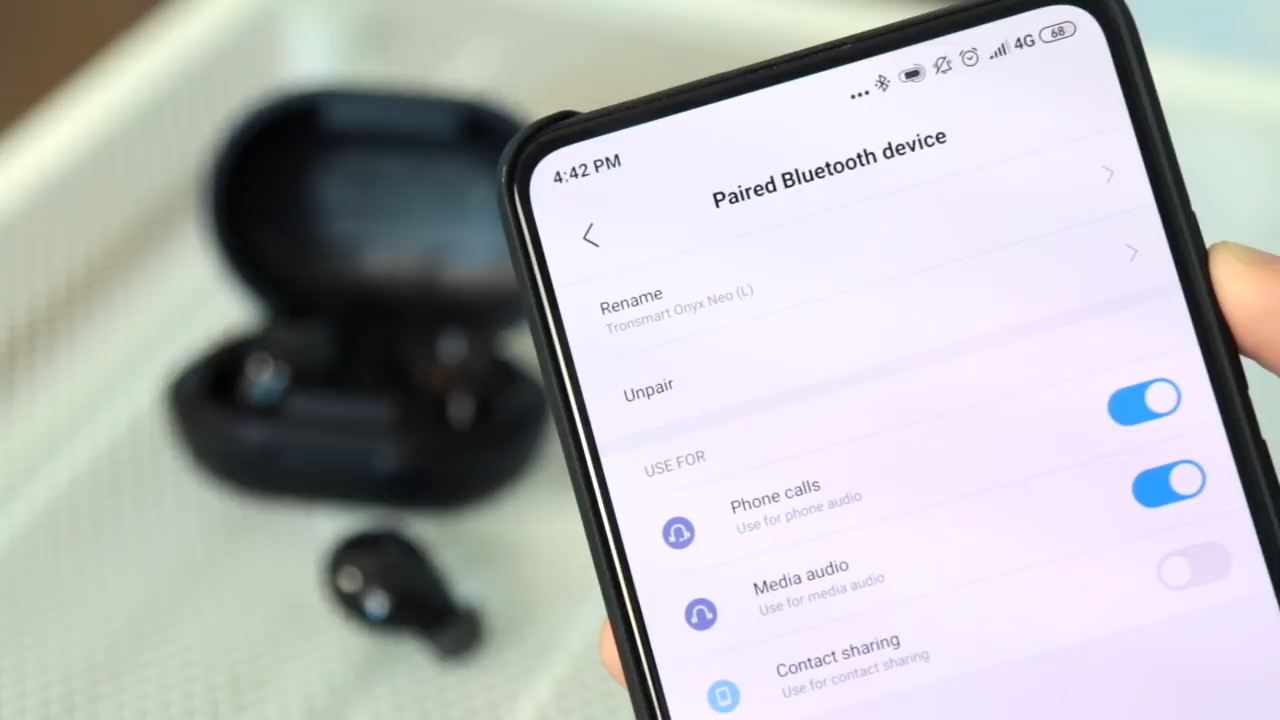 4:42 PM
4G 68
Paired Bluetooth device
Rename
Tronsmart Onyx Neo (L)
Unpair
USE FOR
Phone calls
Use for phone audio
Media audio
Use for media audio
Contact sharing
Use for contact sharing